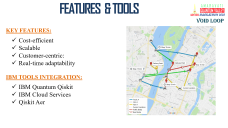 FEATURES & TOOLS
VOID LOOP
KEY FEATURES:
✓ Cost-efficient
✓ Scalable
✓ Customer-centric:
✓ Real-time adaptability
IBM TOOLS INTEGRATION:
✓ IBM Quantum Qiskit
✓ IBM Cloud Services
✓ Qiskit Aer